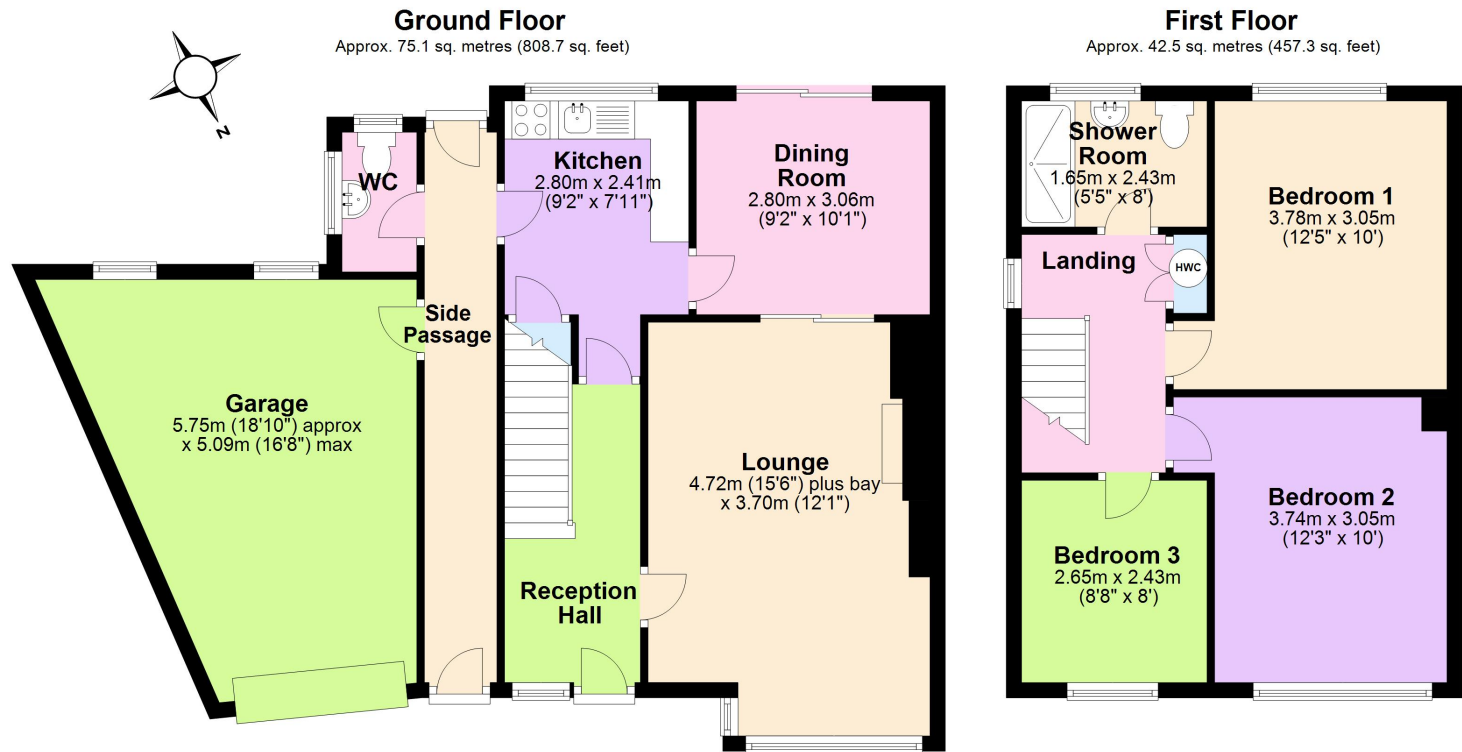 Ground Floor
Approx. 75.1 sq. metres (808.7 sq. feet)
First Floor
Approx. 42.5 sq. metres (457.3 sq. feet)
N
WC
Kitchen
2.80m x 2.41m
(9'2" x 7'11")
Dining
Room
2.80m x 3.06m
(9'2" x 10'1")
Side
Passage
Garage
5.75m (18'10") approx
x 5.09m (16'8") max
Lounge
4.72m (15'6") plus bay
x 3.70m (12'1")
Reception
Hall
Shower
Room
1.65m x 2.43m
(5'5" x 8')
Bedroom 1
3.78m x 3.05m
(12'5" x 10')
Landing
HWC
Bedroom 2
3.74m x 3.05m
(12'3" x 10')
Bedroom 3
2.65m x 2.43m
(8'8" x 8')